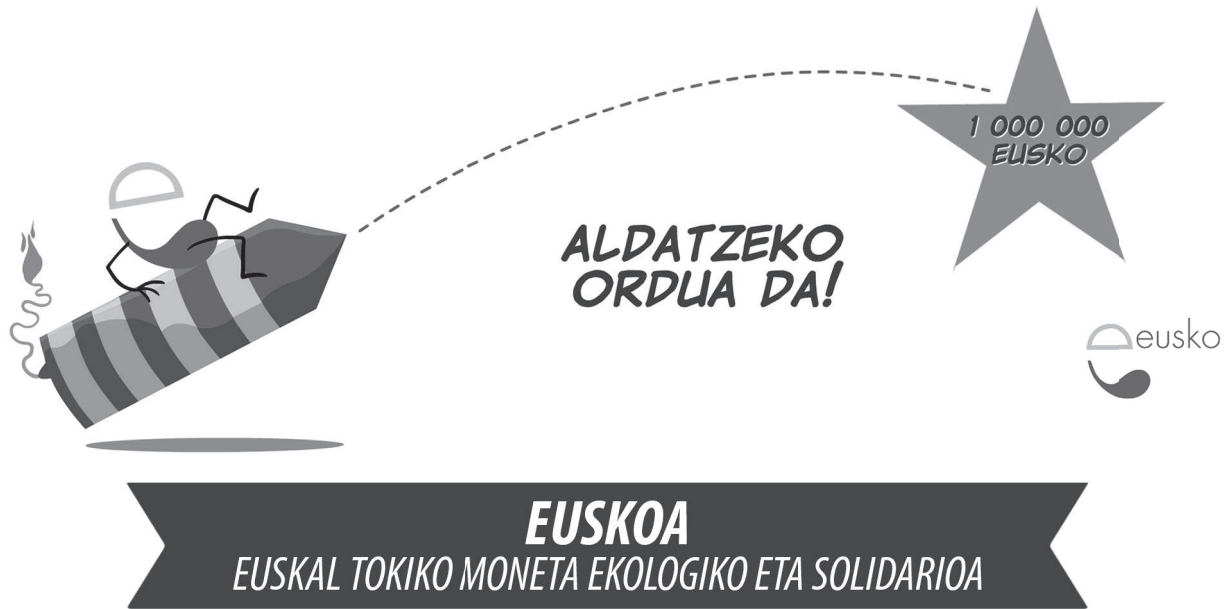 1 000 000
EUSKO
ALDATZEKO
ORDUA DA!
eusko
EUSKOA
EUSKAL TOKIKO MONETA EKOLOGIKO ETA SOLIDARIOA